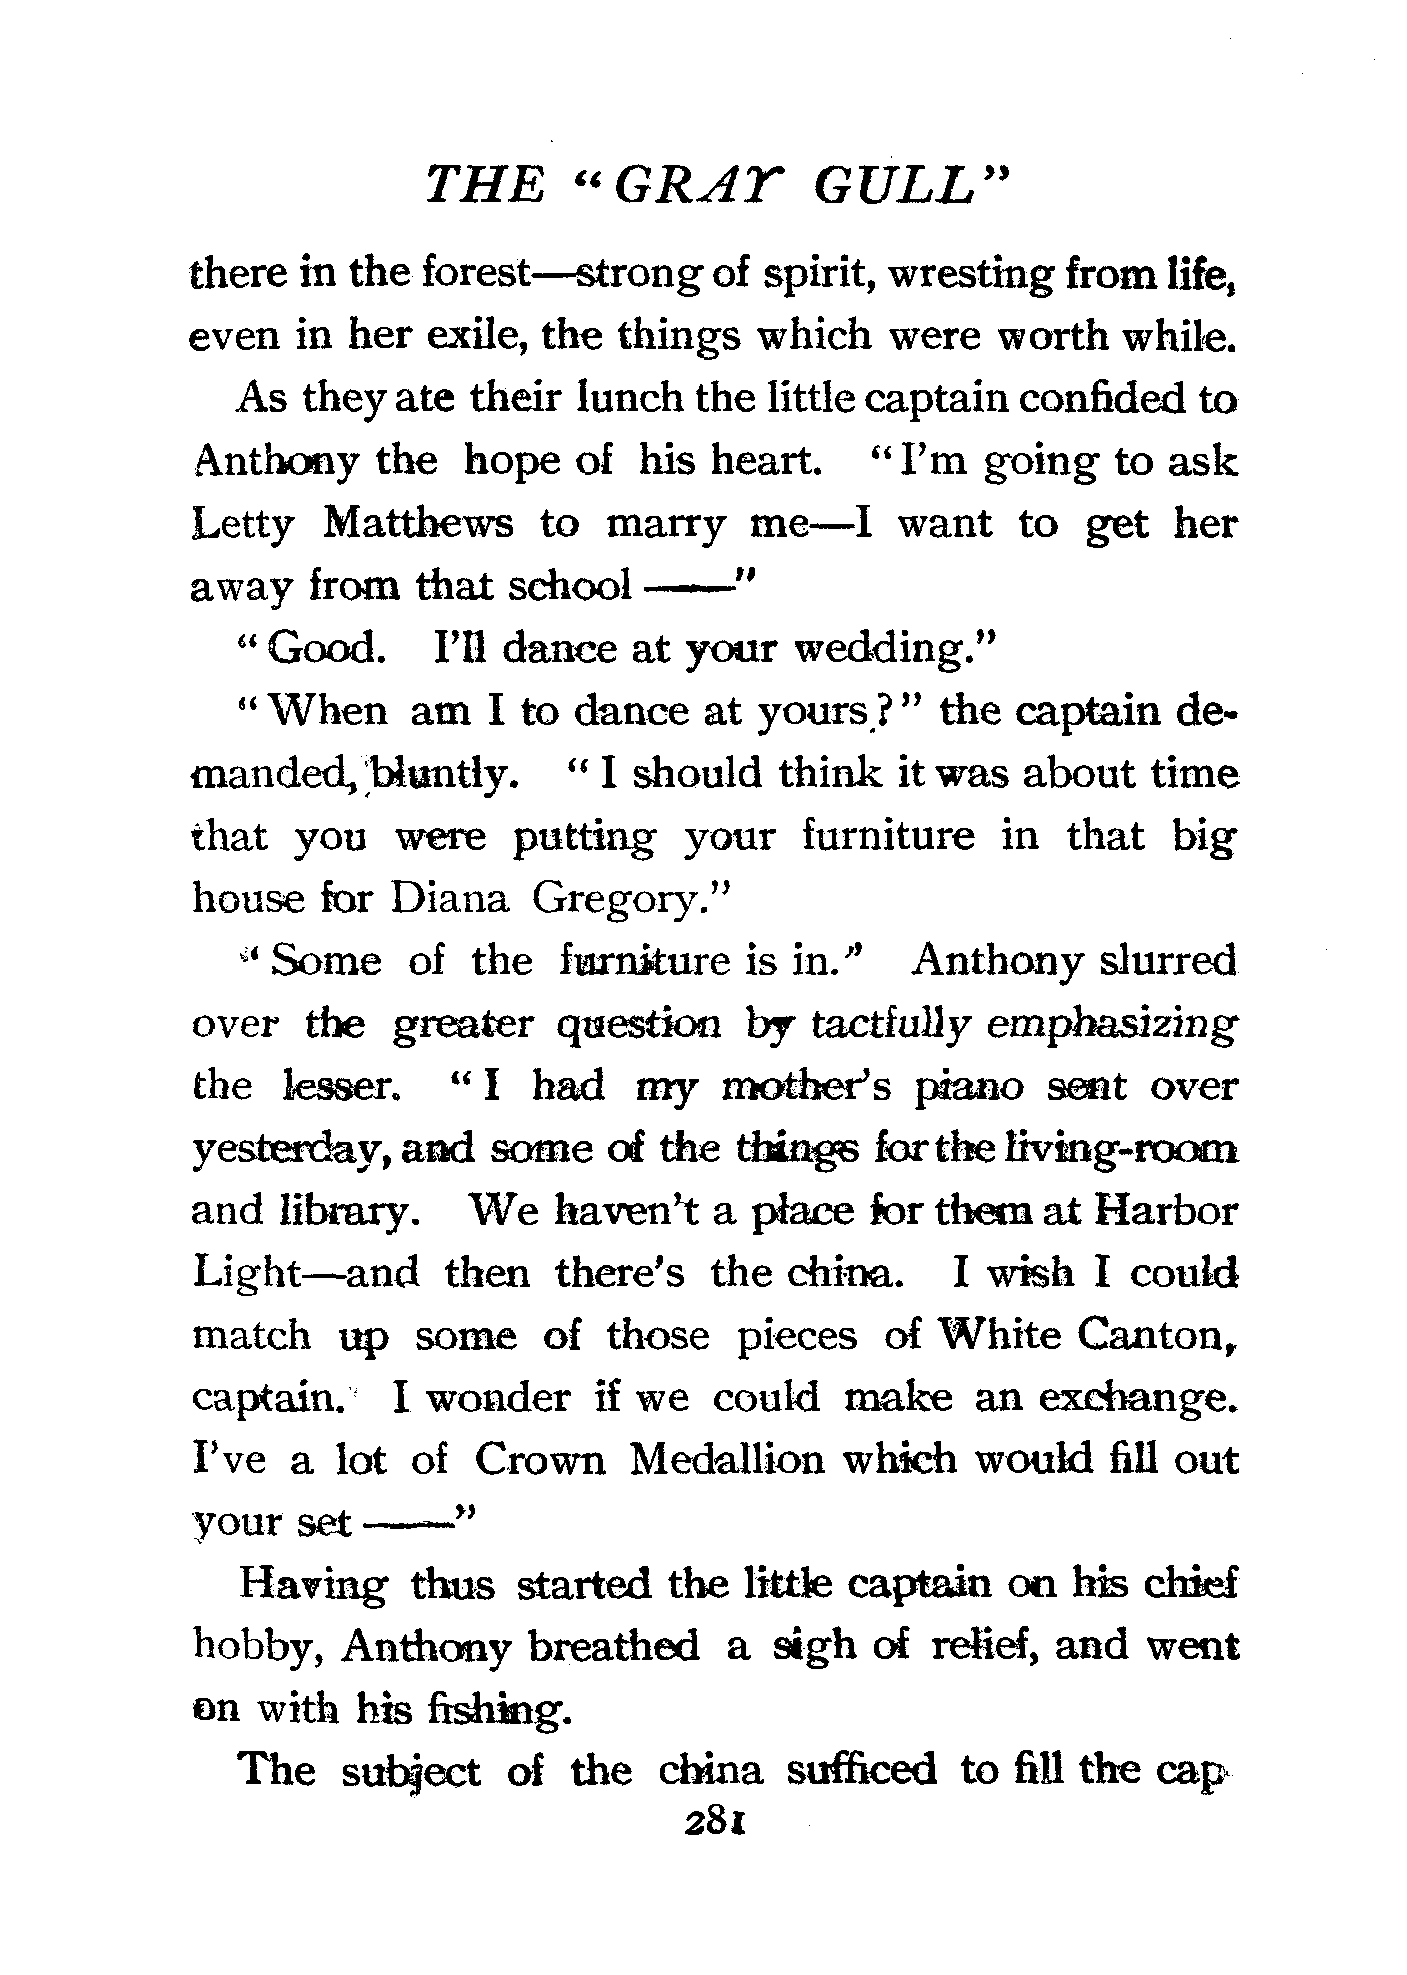 THE "GRAY GULL"
there in the forest—strong of spirit, wresting from life,
even in her exile, the things which were worth while.
As they ate their lunch the little captain confided to
Anthony the hope of his heart. "I'm going to ask
Letty Matthews to marry me—I want to get her
away from that school ——"
"Good. I'll dance at your wedding."
"When am I to dance at yours?" the captain de-
manded, bluntly. "I should think it was about time
that you were putting your furniture in that big
house for Diana Gregory."
"Some of the furniture is in." Anthony slurred
over the greater question by tactfully emphasizing
the lesser. "I had my mother's piano sent over
yesterday, and some of the things for the living-room
and library. We haven't a place for them at Harbor
Light—and then there's the china. I wish I could
match up some of those pieces of White Canton,
captain. I wonder if we could make an exchange.
I've a lot of Crown Medallion which would fill out
your set ——"
Having thus started the little captain on his chief
hobby, Anthony breathed a sigh of relief, and went
on with his fishing.
The subject of the china sufficed to fill the cap-
281